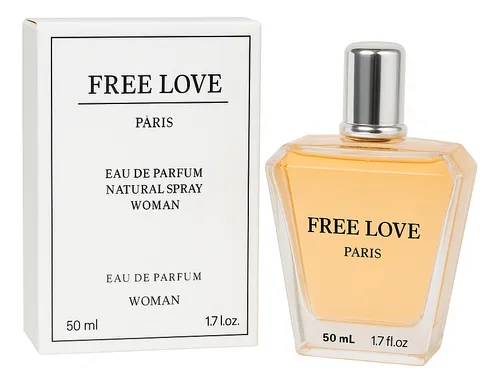 FREE LOVE
PÀRIS
EAU DE PARFUM
NATURAL SPRAY
WOMAN
EAU DE PARFUM
WOMAN
50 ml 1.7 l.oz.
FREE LOVE
PARIS
50 mL 1.7 fl.oz